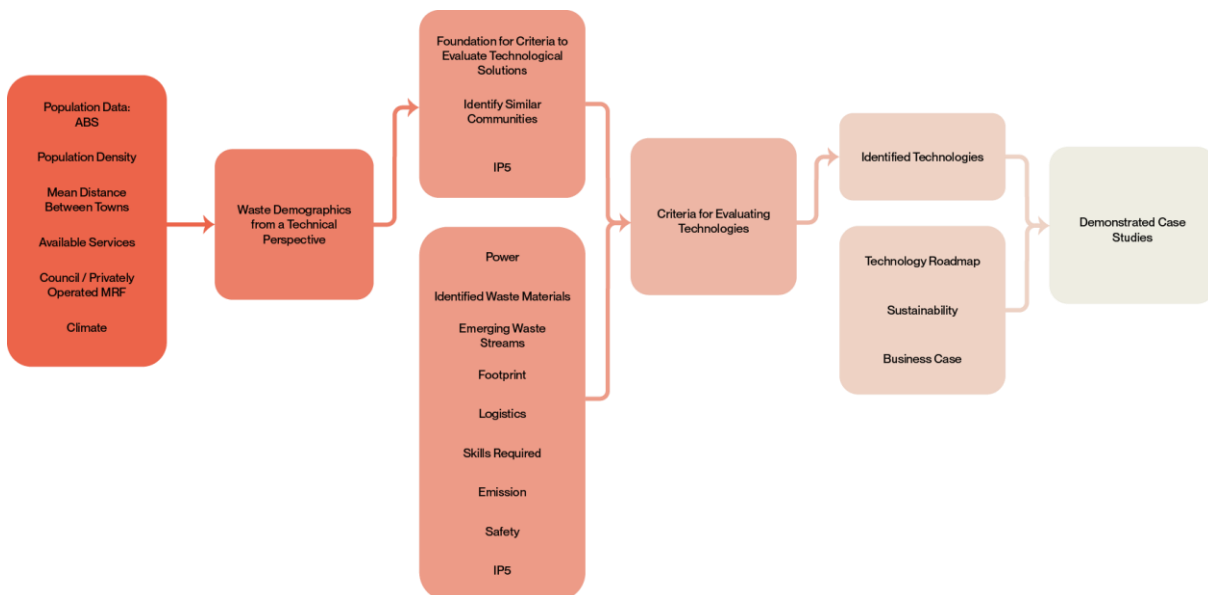 Population Data:
ABS
Population Density
Mean Distance
Between Towns
Available Services
Council / Privately
Operated MRF
Climate
Waste Demographics
from a Technical
Perspective
Foundation for Criteria to
Evaluate Technological
Solutions
Identify Similar
Communities
IP5
Power
Identified Waste Materials
Emerging Waste
Streams
Footprint
Logistics
Skills Required
Emission
Safety
IP5
Criteria for Evaluating
Technologies
Identified Technologies
Technology Roadmap
Sustainability
Business Case
Demonstrated Case
Studies